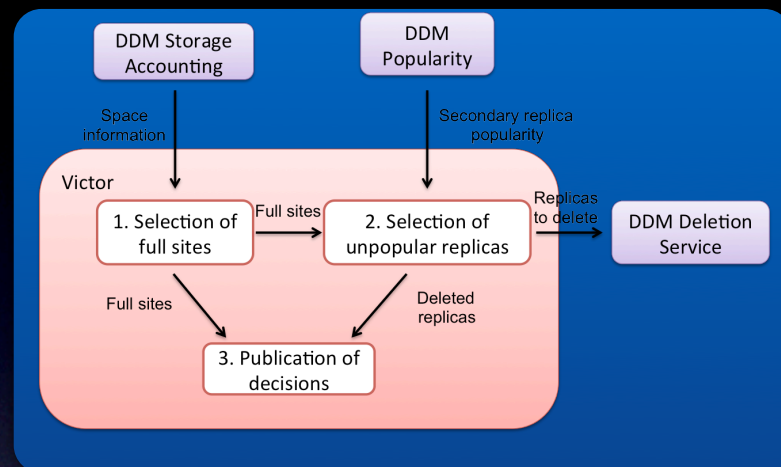 DDM Storage
Accounting
DDM
Popularity
Space
information
Secondary replica
popularity
Victor
1. Selection of
full sites
Full sites
2. Selection of
unpopular replicas
Replicas
to delete
DDM Deletion
Service
Full sites
Deleted
replicas
3. Publication of
decisions